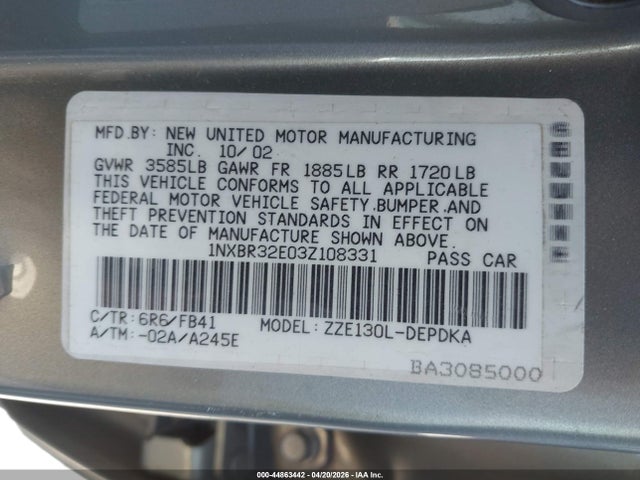 MFD.BY: NEW UNITED MOTOR MANUFACTURING
INC. 10/02
GVWR 3585LB GAWR FR 1885LB RR 1720LB
THIS VEHICLE CONFORMS TO ALL APPLICABLE
FEDERAL MOTOR VEHICLE SAFETY.BUMPER.AND
THEFT PREVENTION STANDARDS IN EFFECT ON
THE DATE OF MANUFACTURE SHOWN ABOVE.
1NXBR32E03Z108331 PASS CAR
C/TR: 6R6/FB41 MODEL: ZZE130L-DEPDKA
A/TM: -02A/A245E
BA3085000
000-44863442 - 04/20/2026 - IAA Inc.